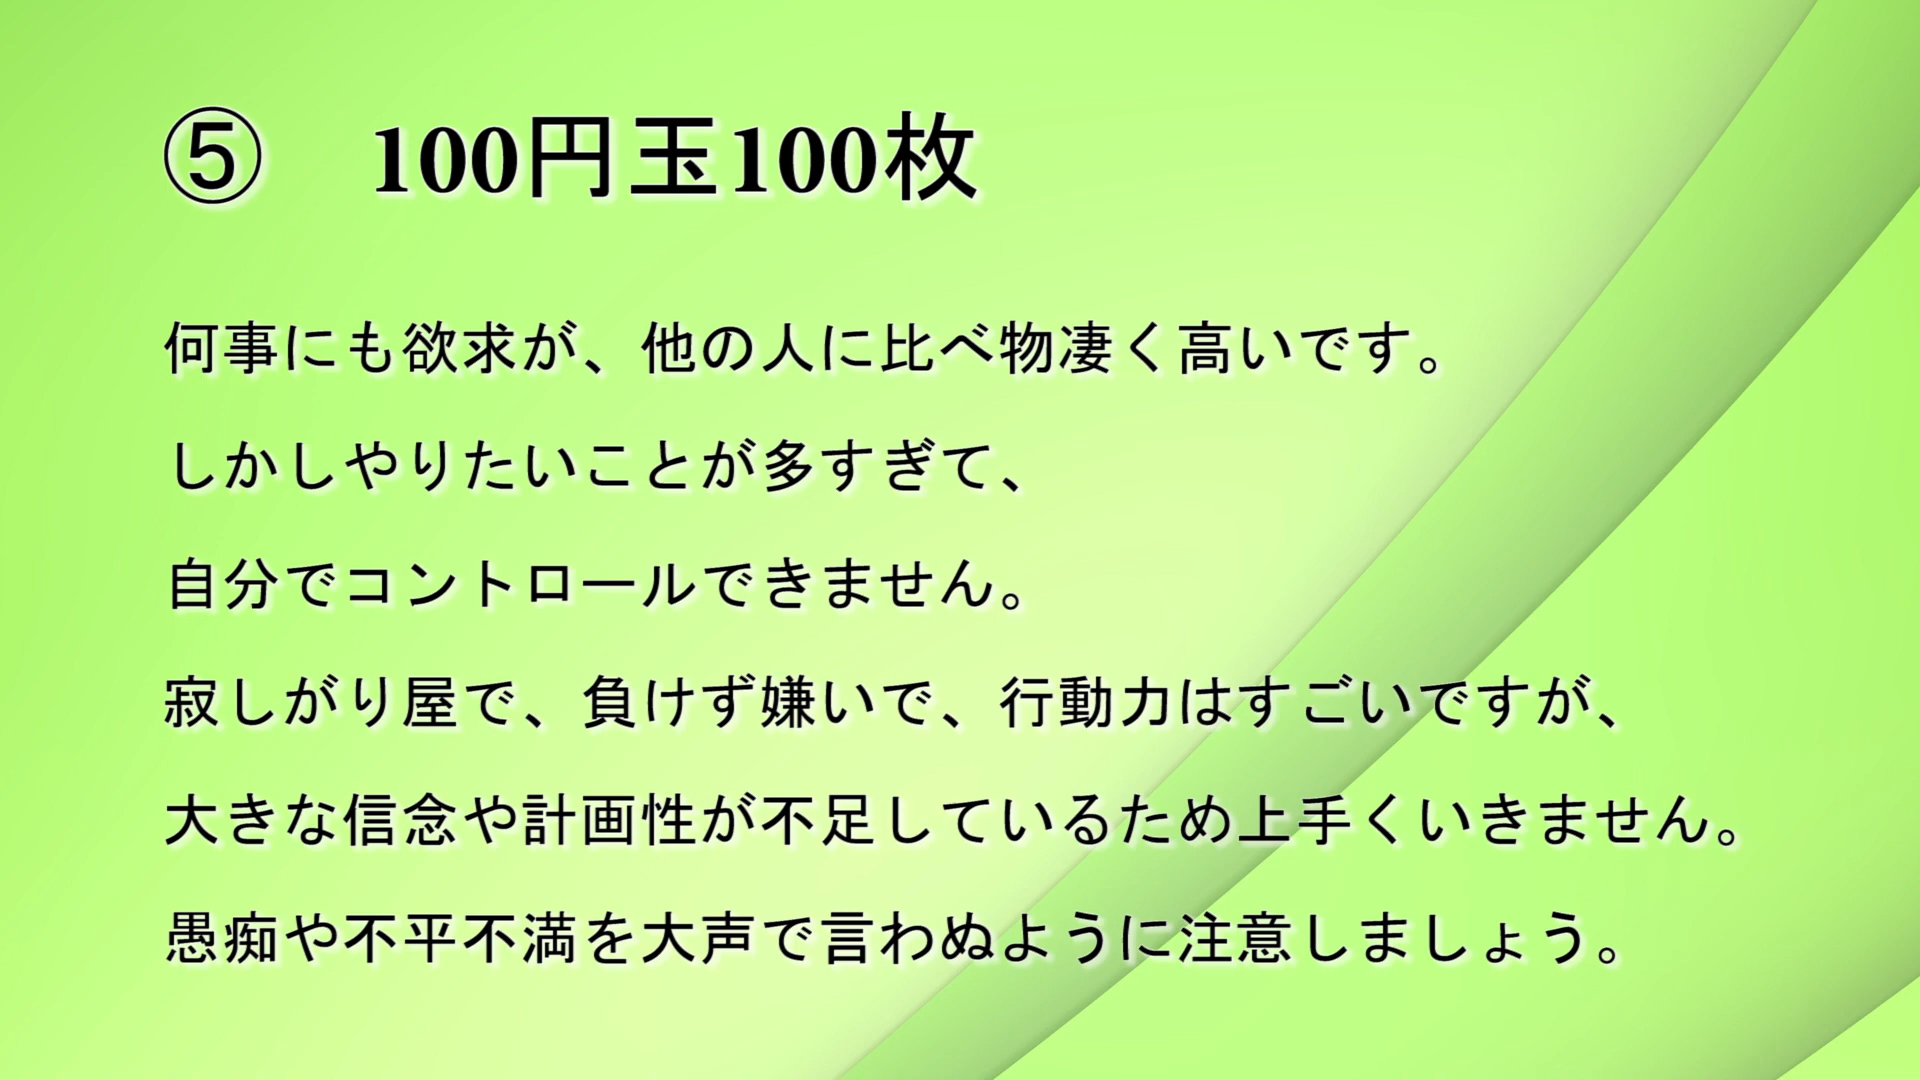 ⑤　100円玉100枚
何事にも欲求が、他の人に比べ物凄く高いです。
しかしやりたいことが多すぎて、
自分でコントロールできません。
寂しがり屋で、負けず嫌いで、行動力はすごいですが、
大きな信念や計画性が不足しているため上手くいきません。
愚痴や不平不満を大声で言わぬように注意しましょう。